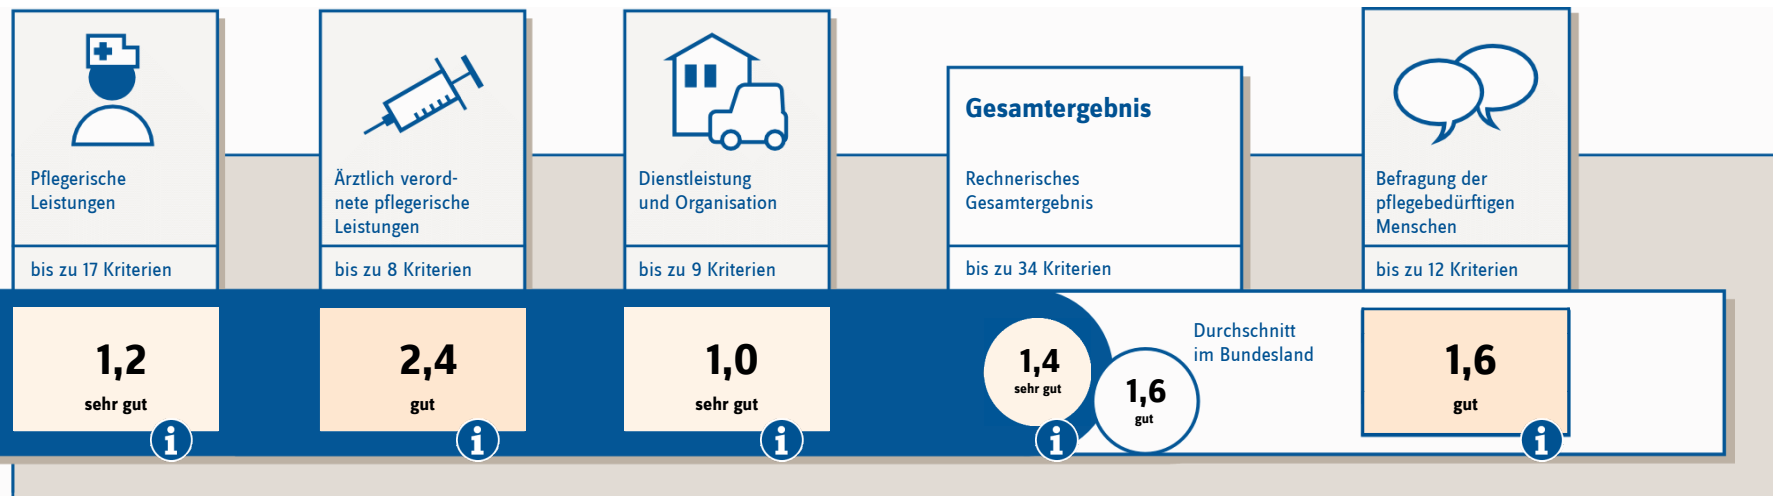 Pflegerische
Leistungen
bis zu 17 Kriterien
1,2
sehr gut
Ärztlich verord-
nete pflegerische
Leistungen
bis zu 8 Kriterien
2,4
gut
Dienstleistung
und Organisation
bis zu 9 Kriterien
1,0
sehr gut
Gesamtergebnis
Rechnerisches
Gesamtergebnis
bis zu 34 Kriterien
1,4
sehr gut
1,6
gut
Durchschnitt
im Bundesland
Befragung der
pflegebedürftigen
Menschen
bis zu 12 Kriterien
1,6
gut